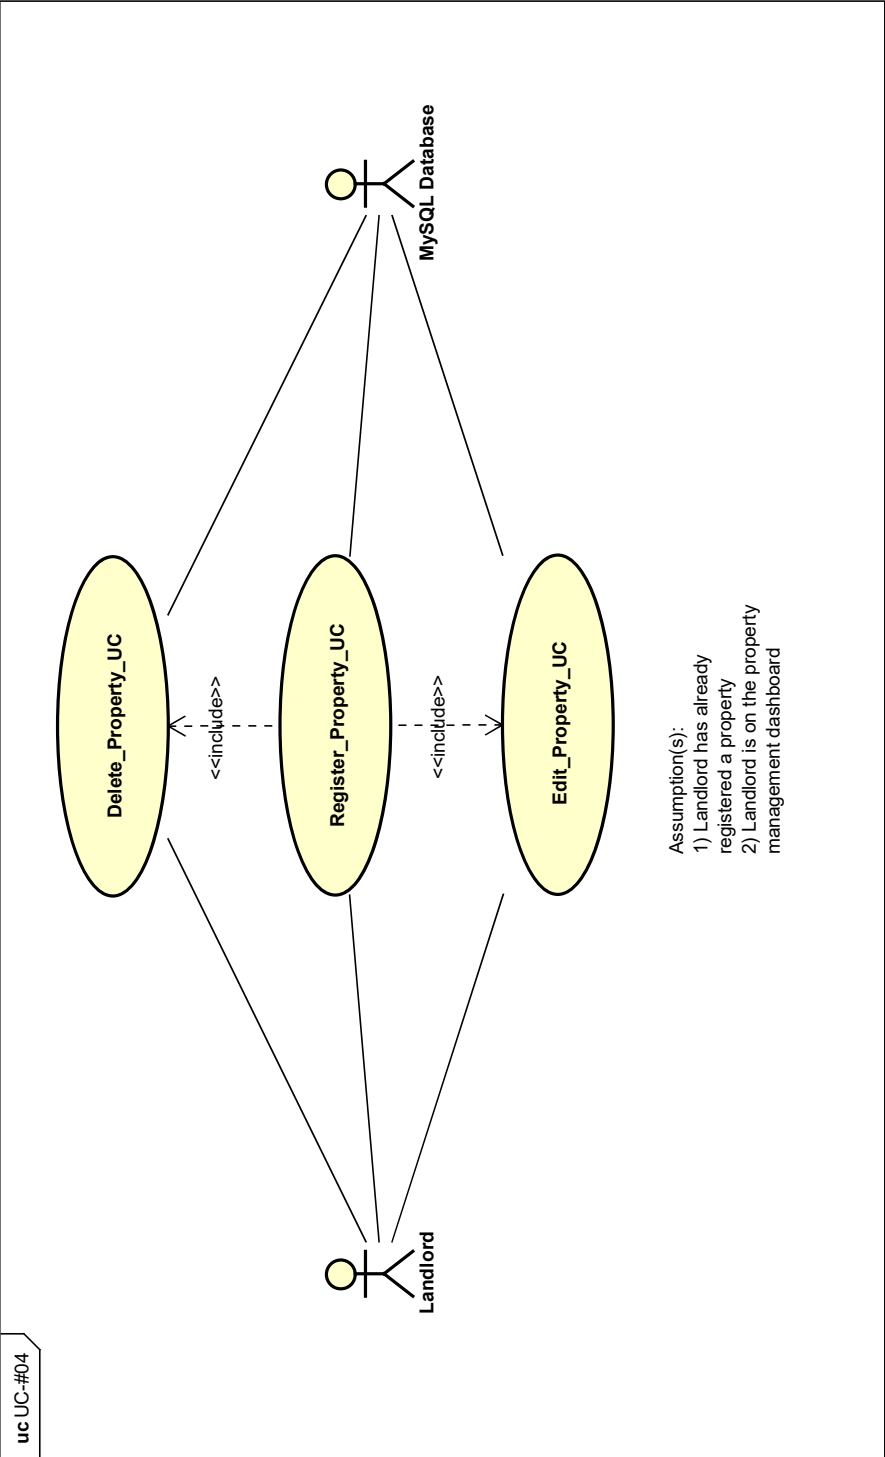 uc UC-#04
Delete_Property_UC
<<include>>
Register_Property_UC
<<include>>
Edit_Property_UC
Landlord
MySQL Database
Assumption(s):
1) Landlord has already
registered a property
2) Landlord is on the property
management dashboard